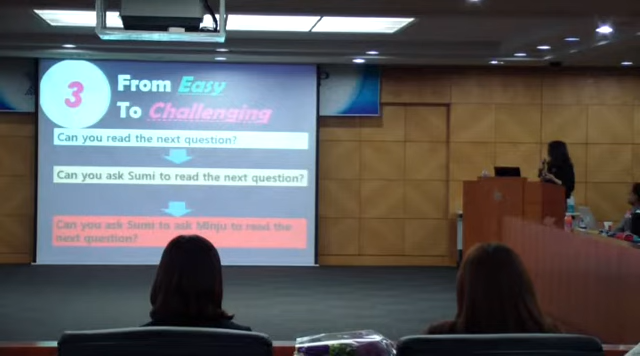 3
From Easy
To Challenging
Can you read the next question?
Can you ask Sumi to read the next question?
Can you ask Sumi to ask Minju to read the
next question?